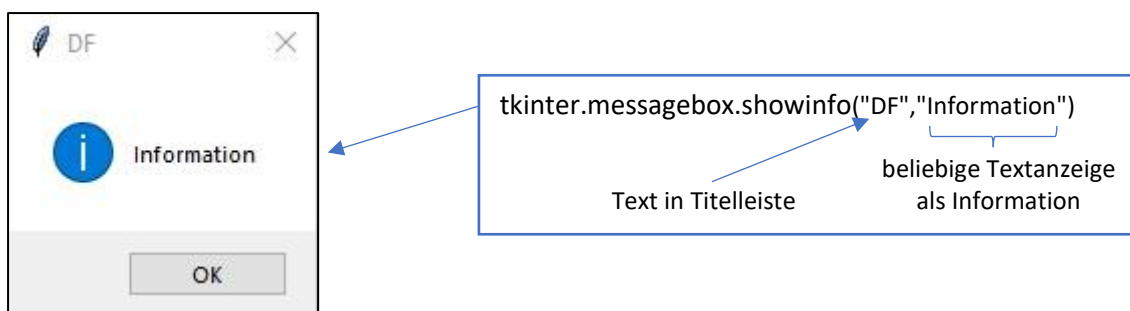 DF
Information
OK
tkinter.messagebox.showinfo("DF","Information")
Text in Titelleiste
beliebige Textanzeige
als Information